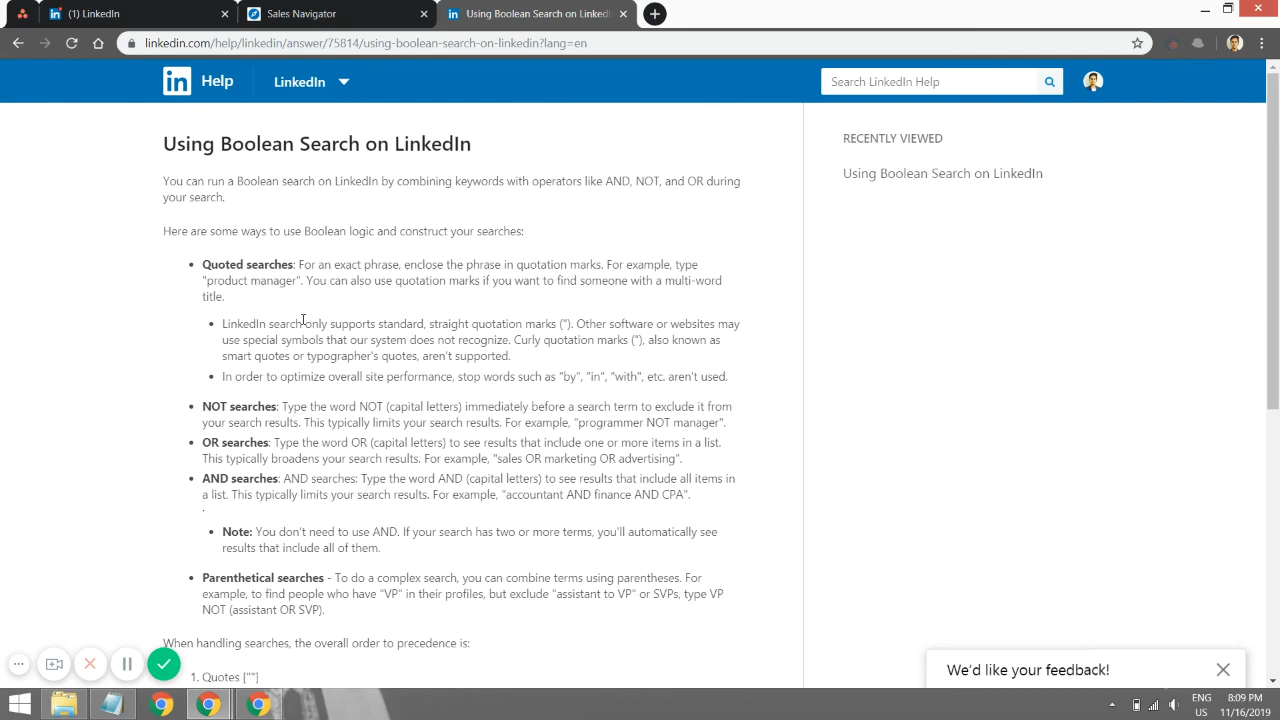 (1) LinkedIn
Sales Navigator
Using Boolean Search on LinkedIn
linkedin.com/help/linkedin/answer/75814/using-boolean-search-on-linkedin?lang=en
in Help LinkedIn
Search LinkedIn Help
Using Boolean Search on LinkedIn
You can run a Boolean search on LinkedIn by combining keywords with operators like AND, NOT, and OR during
your search.
Here are some ways to use Boolean logic and construct your searches:
• Quoted searches: For an exact phrase, enclose the phrase in quotation marks. For example, type
"product manager". You can also use quotation marks if you want to find someone with a multi-word
title.
• LinkedIn search only supports standard, straight quotation marks ("). Other software or websites may
use special symbols that our system does not recognize. Curly quotation marks ("), also known as
smart quotes or typographer's quotes, aren't supported.
• In order to optimize overall site performance, stop words such as "by", "in", "with", etc. aren't used.
• NOT searches: Type the word NOT (capital letters) immediately before a search term to exclude it from
your search results. This typically limits your search results. For example, "programmer NOT manager".
• OR searches: Type the word OR (capital letters) to see results that include one or more items in a list.
This typically broadens your search results. For example, "sales OR marketing OR advertising".
• AND searches: AND searches: Type the word AND (capital letters) to see results that include all items in
a list. This typically limits your search results. For example, "accountant AND finance AND CPA".
.
• Note: You don't need to use AND. If your search has two or more terms, you'll automatically see
results that include all of them.
• Parenthetical searches - To do a complex search, you can combine terms using parentheses. For
example, to find people who have "VP" in their profiles, but exclude "assistant to VP" or SVPs, type VP
NOT (assistant OR SVP).
When handling searches, the overall order to precedence is:
1. Quotes [""]
RECENTLY VIEWED
Using Boolean Search on LinkedIn
We'd like your feedback!
ENG
US
8:09 PM
11/16/2019